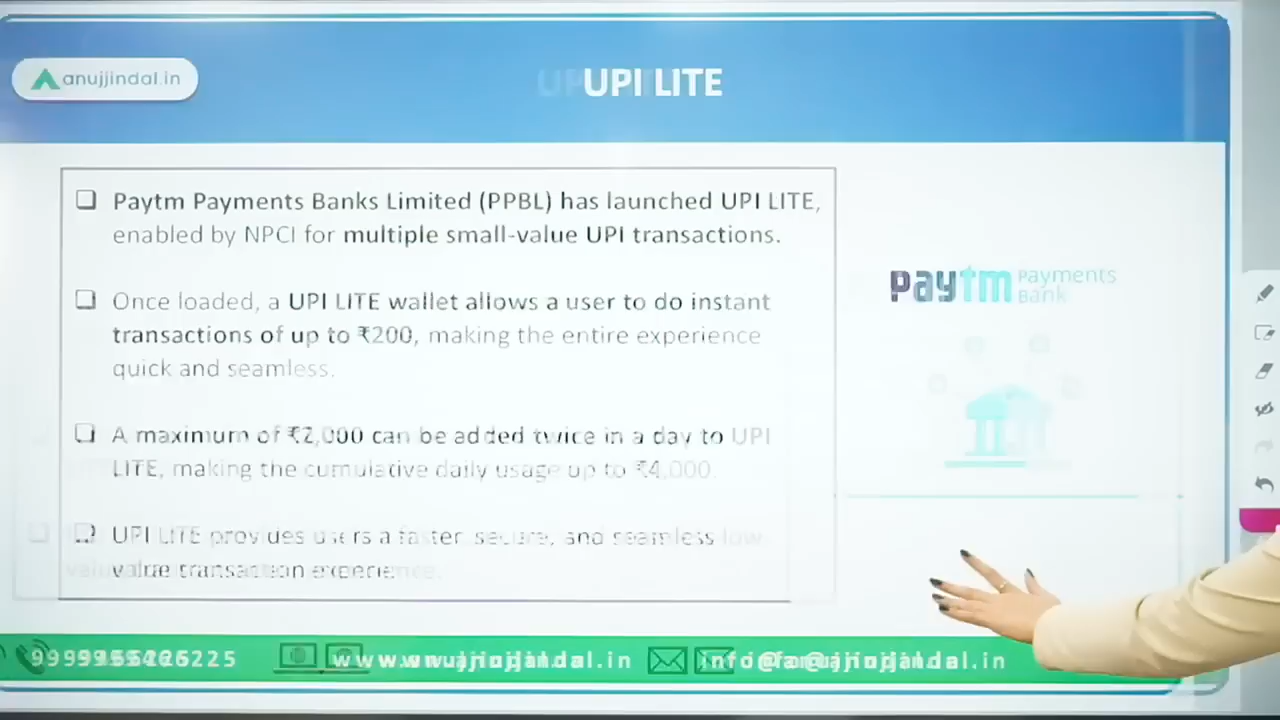 anujjindal.in
UPI LITE
Paytm Payments Banks Limited (PPBL) has launched UPI LITE,
enabled by NPCI for multiple small-value UPI transactions.
Once loaded, a UPI LITE wallet allows a user to do instant
transactions of up to ₹200, making the entire experience
quick and seamless.
A maximum of ₹2,000 can be added twice in a day to UPI
LITE, making the cumulative daily usage up to ₹4,000.
UPI LITE provides users a faster, secure, and seamless low
value transaction
paytm Payments
Bank